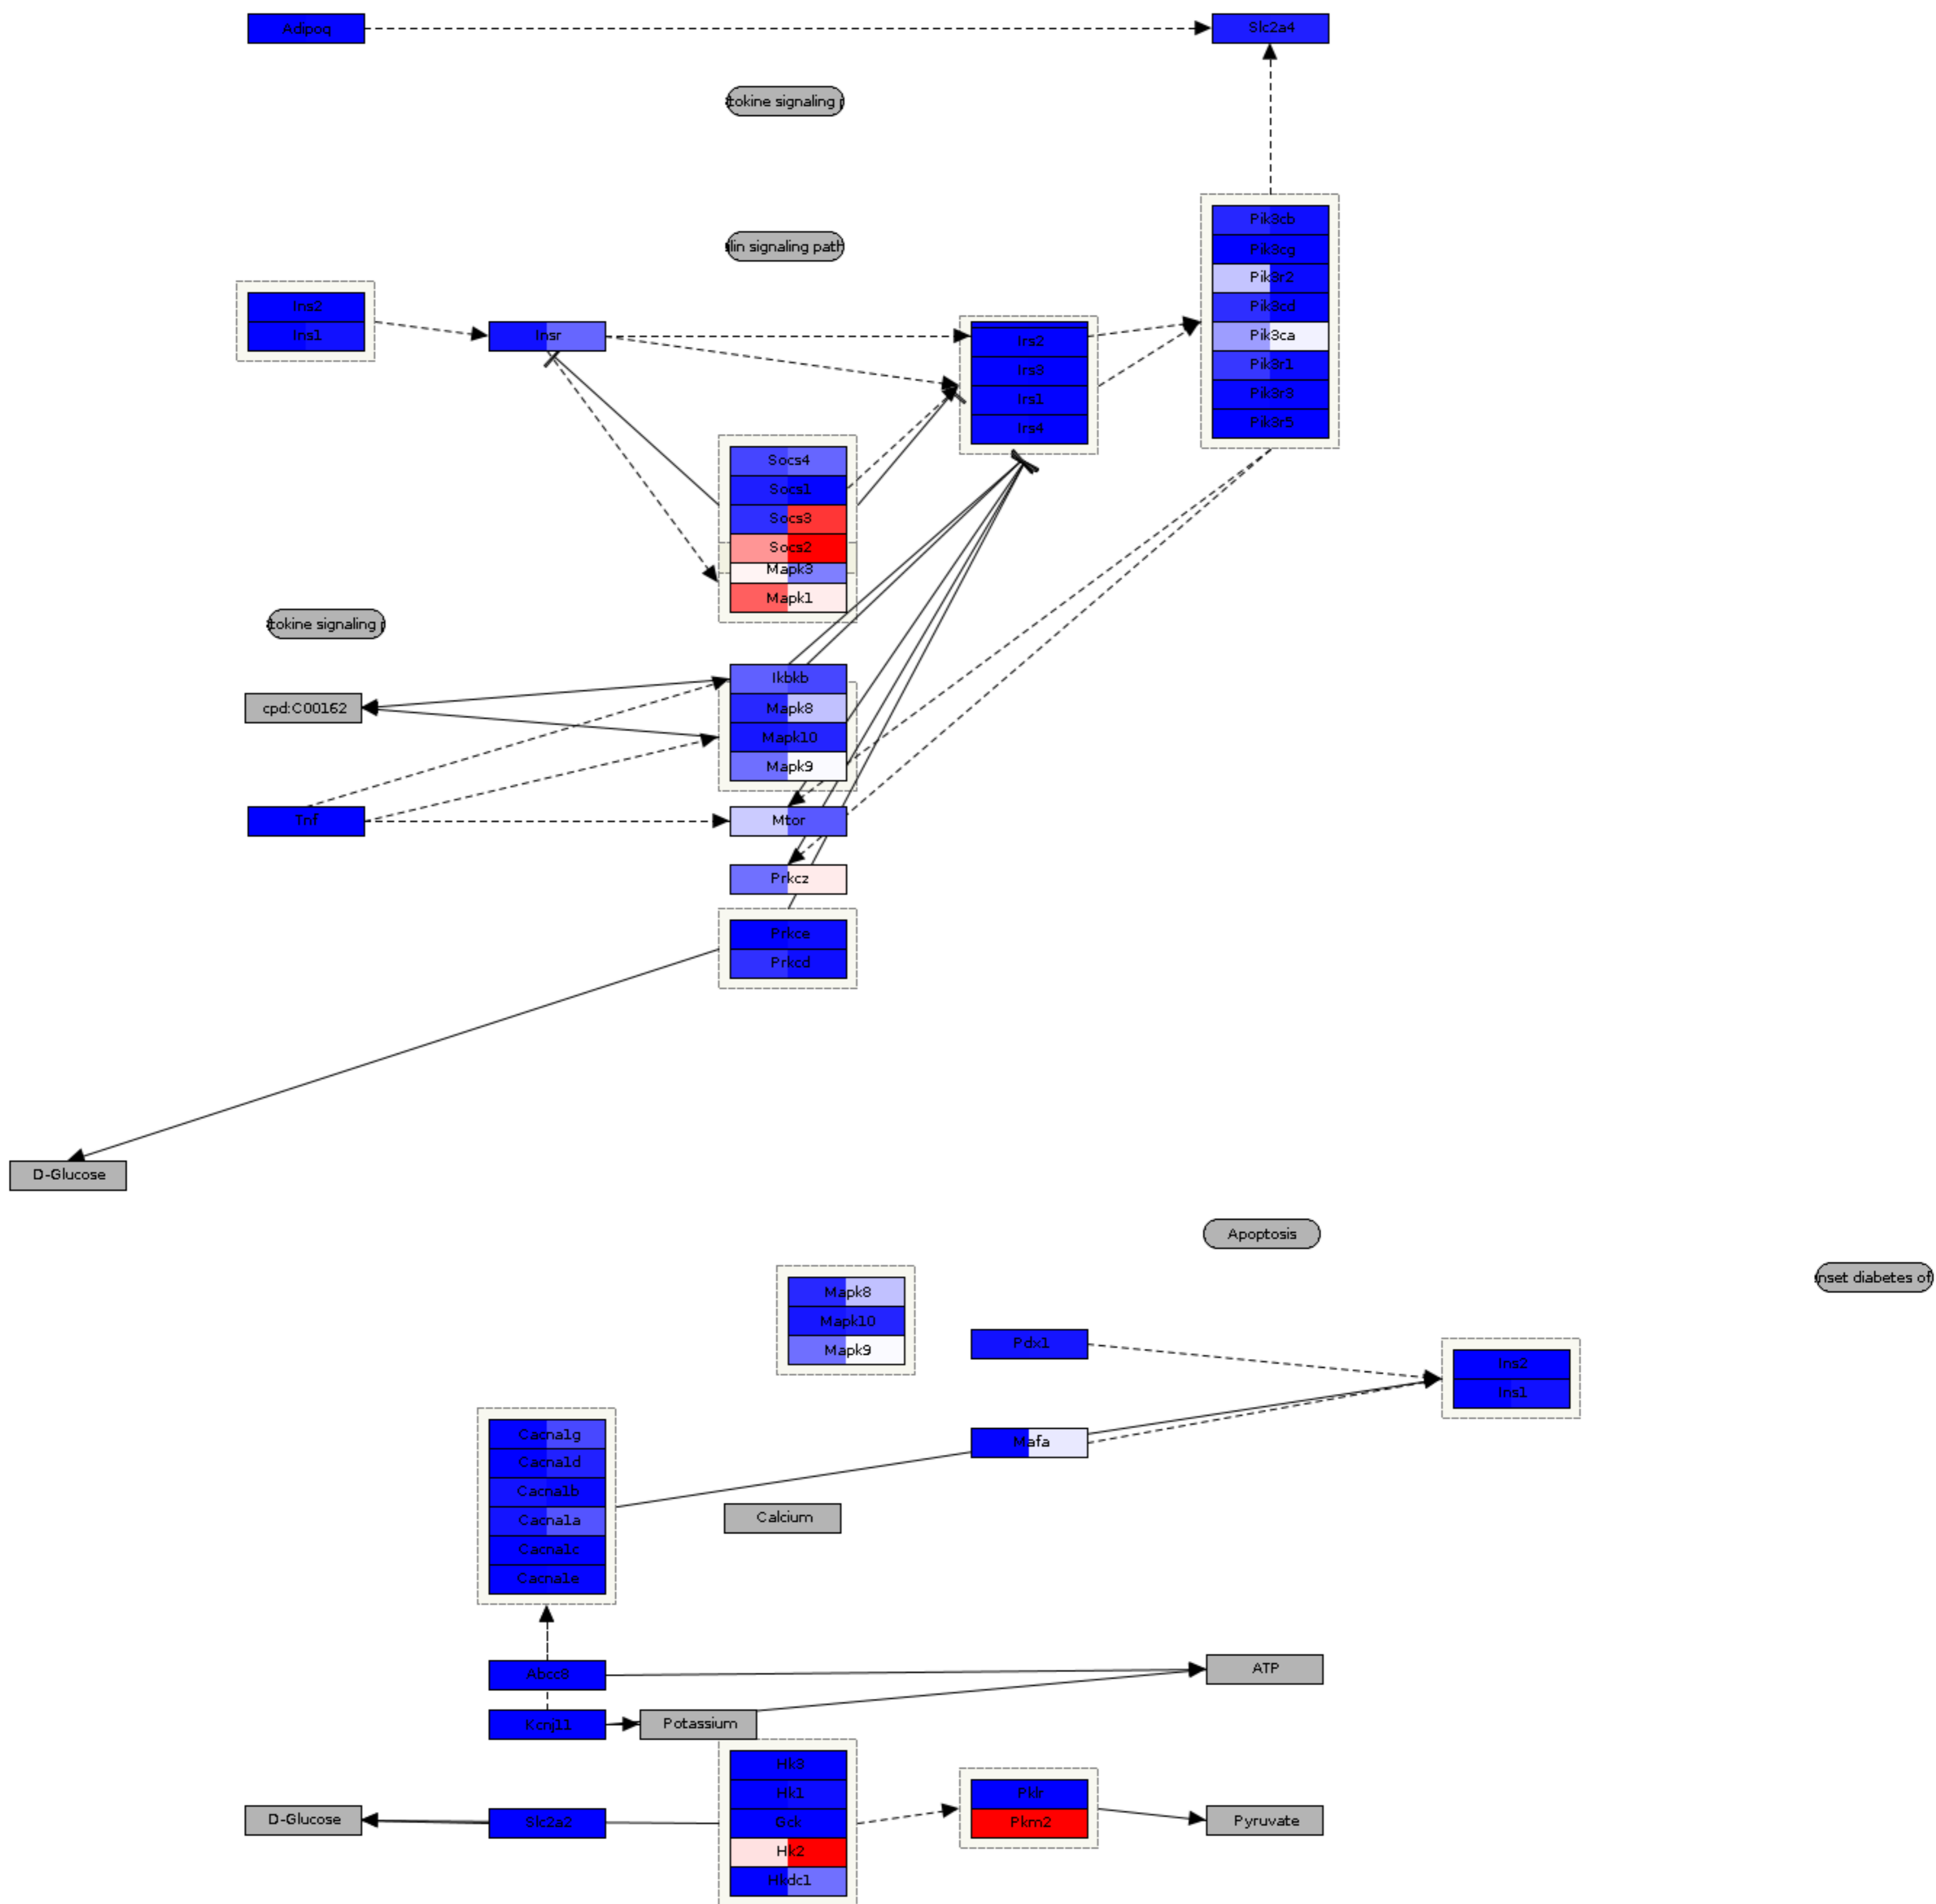 Adipoq
Slc2a4
tokine signaling p
lin signaling path
Pik3cb
Pik3cg
Pik3r2
Pik3cd
Pik3ca
Pik3r1
Pik3r3
Pik3r5
Ins2
Ins1
Insr
Irs2
Irs3
Irs1
Irs4
Socs4
Socs1
Socs3
Socs2
Mapk3
Mapk1
tokine signaling p
Ikbkb
Mapk8
Mapk10
Mapk9
cpd:C00162
Tnf
Mtor
Prkcz
Prkce
Prkcd
D-Glucose
Apoptosis
nset diabetes of
Mapk8
Mapk10
Mapk9
Pdx1
Ins2
Ins1
Mafa
Cacna1g
Cacna1d
Cacna1b
Cacna1a
Cacna1c
Cacna1e
Calcium
Abcc8
ATP
Kcnj11
Potassium
Hk3
Hk1
Gck
Hk2
Hkdc1
Pklr
Pkm2
D-Glucose
Slc2a2
Pyruvate